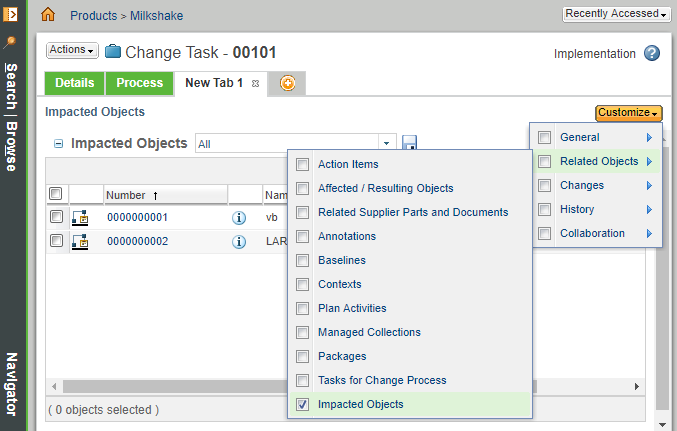 Products > Milkshake
Recently Accessed
Actions
Change Task - 00101
Implementation
Details
Process
New Tab 1
Impacted Objects
Customize
Impacted Objects
All
Number
Nam
0000000001
vb
0000000002
LAR
( 0 objects selected )
General
Related Objects
Changes
History
Collaboration
Action Items
Affected / Resulting Objects
Related Supplier Parts and Documents
Annotations
Baselines
Contexts
Plan Activities
Managed Collections
Packages
Tasks for Change Process
Impacted Objects
Search | Browse
Navigator